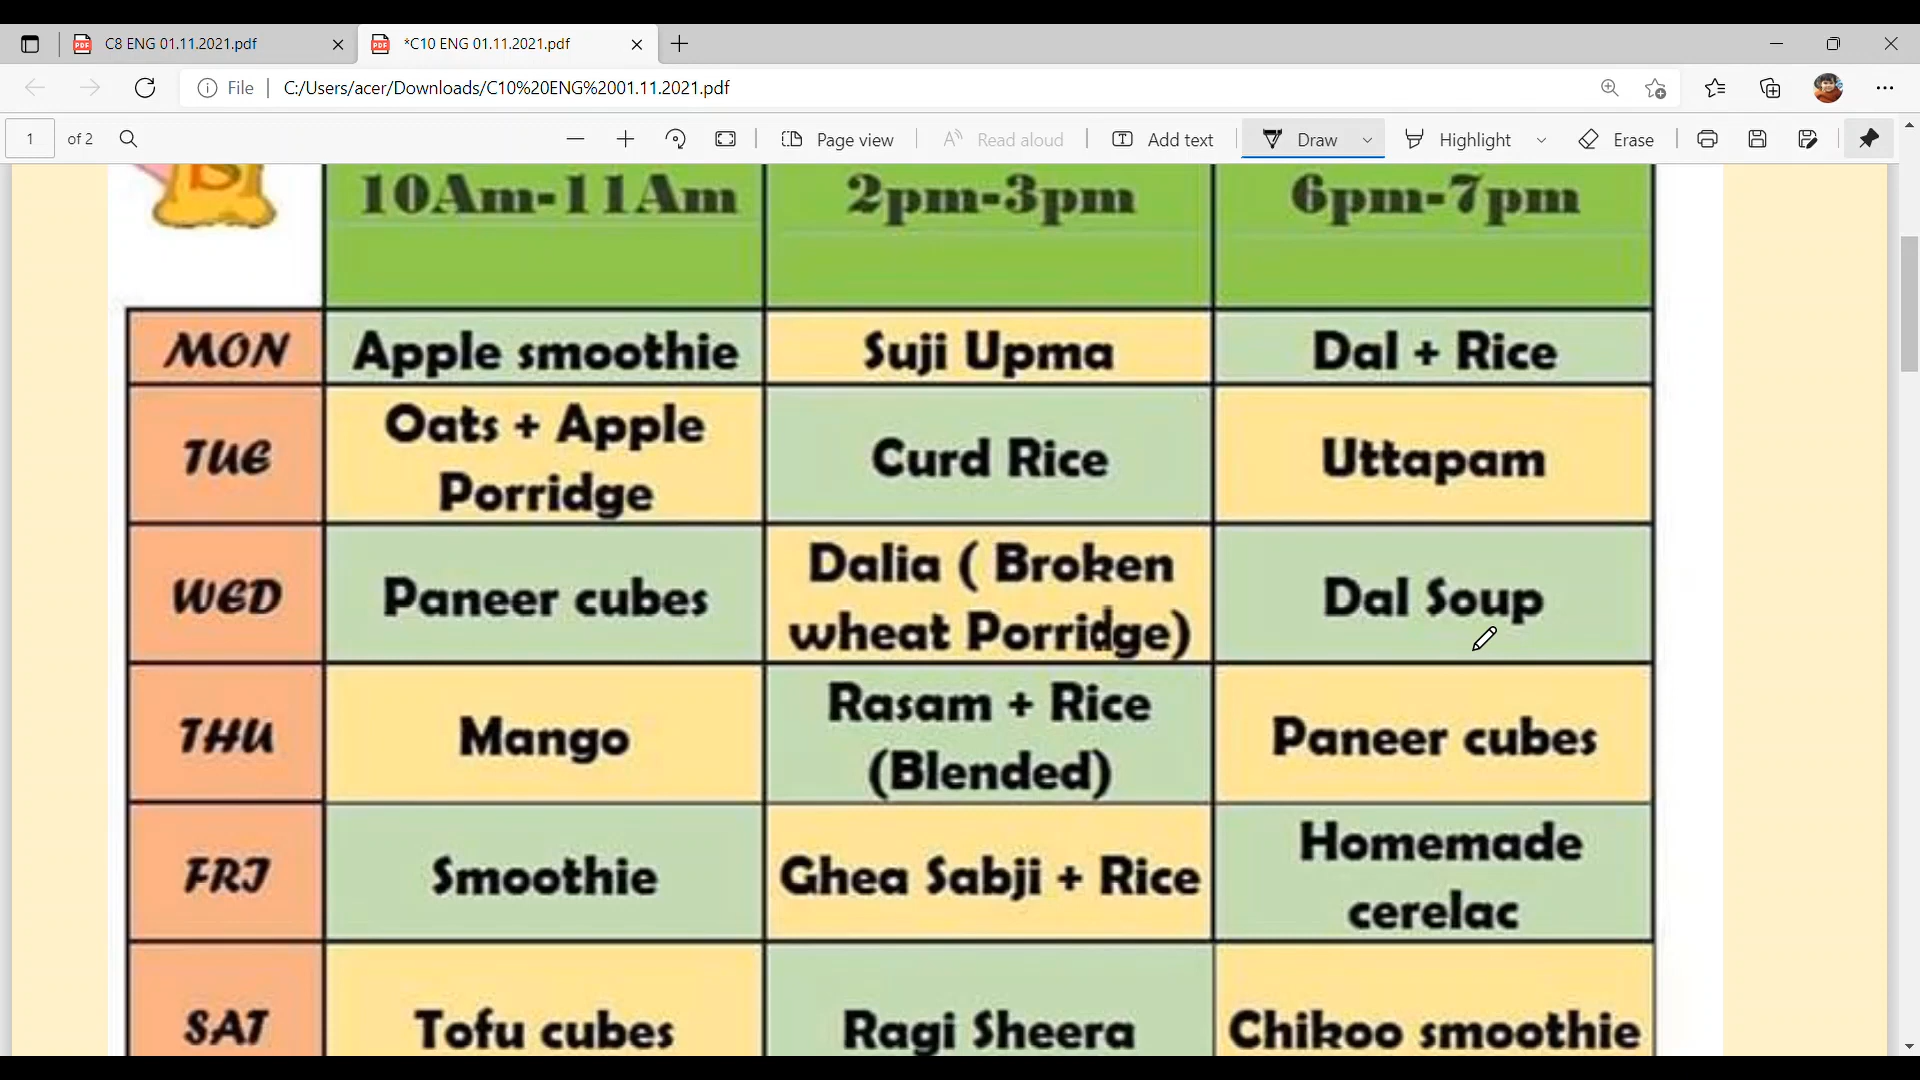 C8 ENG 01.11.2021.pdf
*C10 ENG 01.11.2021.pdf
File
C:/Users/acer/Downloads/C10%20ENG%2001.11.2021.pdf
1 of 2
Page view
Read aloud
Add text
Draw
Highlight
Erase
10Am-11Am 2pm-3pm 6pm-7pm
MON Apple smoothie Suji Upma Dal + Rice
TUE Oats + Apple
Porridge Curd Rice Uttapam
WED Paneer cubes Dalia ( Broken
wheat Porridge) Dal Soup
THU Mango Rasam + Rice
(Blended) Paneer cubes
FRI Smoothie Ghea Sabji + Rice Homemade
cerelac
SAT Tofu cubes Ragi Sheera Chikoo smoothie